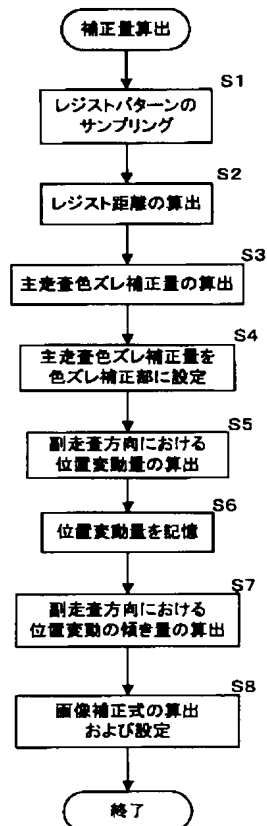 補正量算出
S1
レジストパターンの
サンプリング
S2
レジスト距離の算出
S3
主走査色ズレ補正量の算出
S4
主走査色ズレ補正量を
色ズレ補正部に設定
S5
副走査方向における
位置変動量の算出
S6
位置変動量を記憶
S7
副走査方向における
位置変動の傾き量の算出
S8
画像補正式の算出
および設定
終了